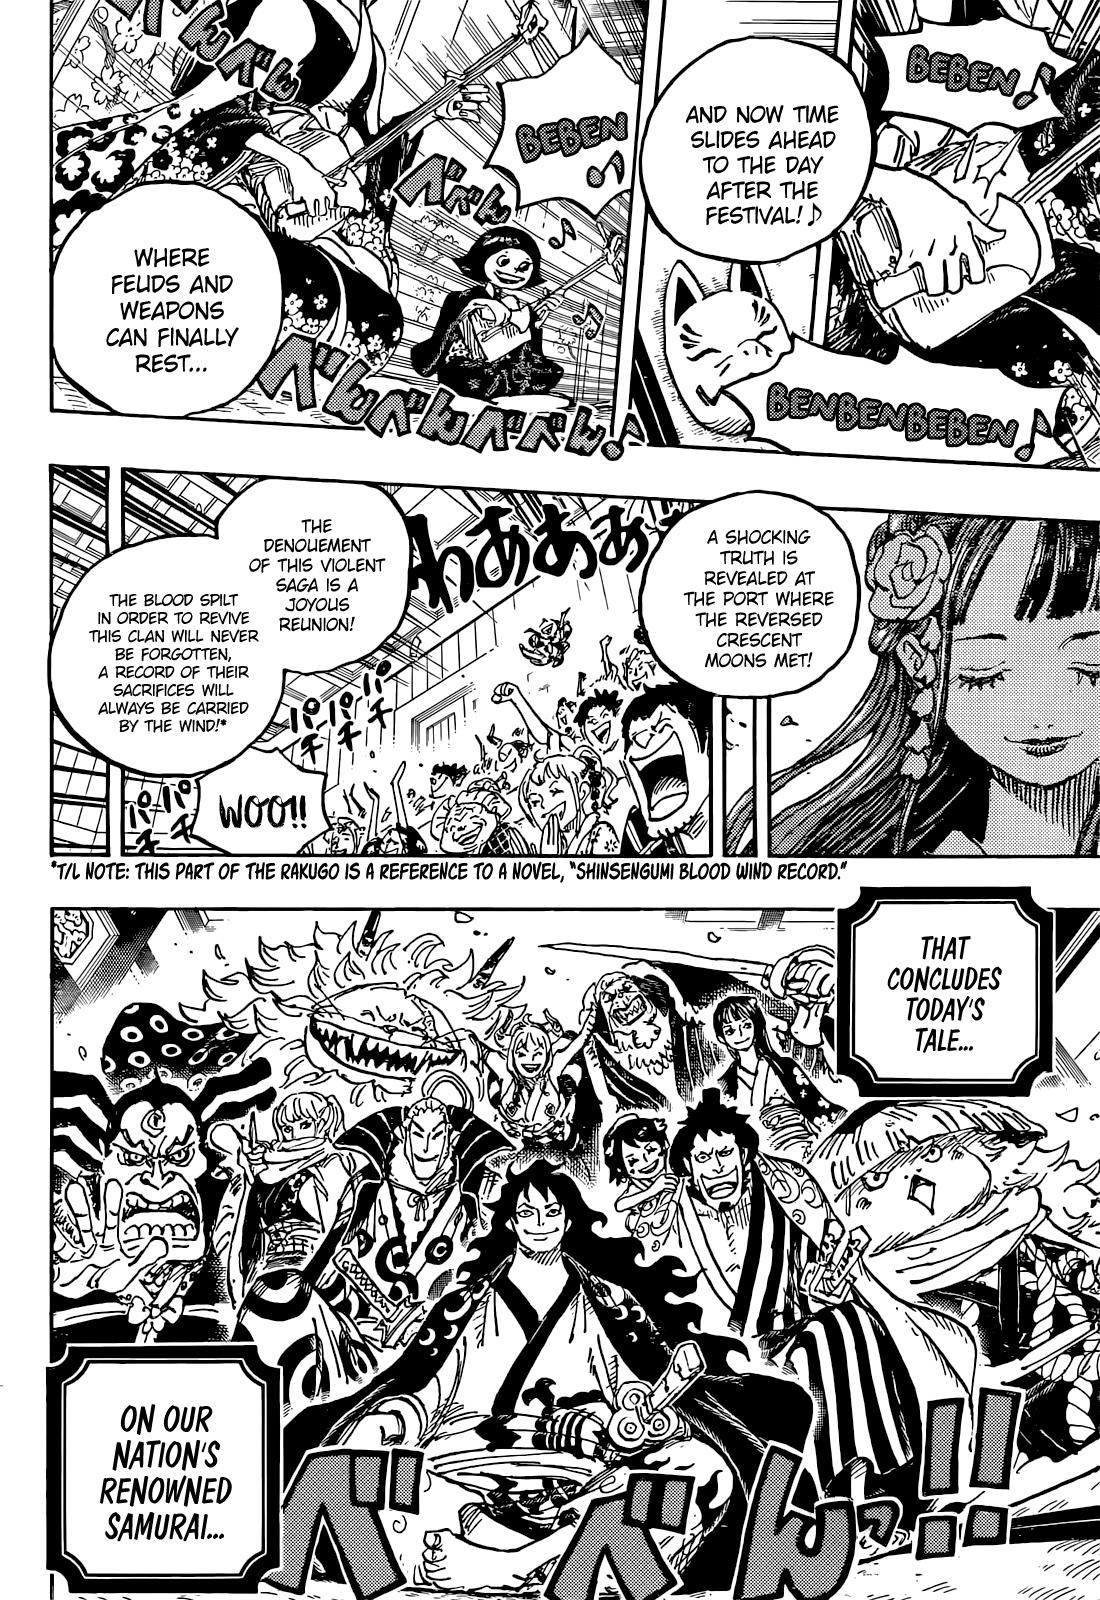 BEBEN♪
AND NOW TIME
SLIDES AHEAD
TO THE DAY
AFTER THE
FESTIVAL!♪
BENBENBEBEN♪
べべんべん
BEBEN
♪
べべん
♪
WHERE
FEUDS AND
WEAPONS
CAN FINALLY
REST...
べんべんべべん♪
A SHOCKING
TRUTH IS
REVEALED AT
THE PORT WHERE
THE REVERSED
CRESCENT
MOONS MET!
わあああぁ
THE
DENOUEMENT
OF THIS VIOLENT
SAGA IS A
JOYOUS
REUNION!
THE BLOOD SPILT
IN ORDER TO REVIVE
THIS CLAN WILL NEVER
BE FORGOTTEN,
A RECORD OF THEIR
SACRIFICES WILL
ALWAYS BE CARRIED
BY THE WIND!*
パチパチ
パチパチ
WOO!!
*T/L NOTE: THIS PART OF THE RAKUGO IS A REFERENCE TO A NOVEL, "SHINSENGUMI BLOOD WIND RECORD."
THAT
CONCLUDES
TODAY'S
TALE...
ON OUR
NATION'S
RENOWNED
SAMURAI...
べべんっ!!